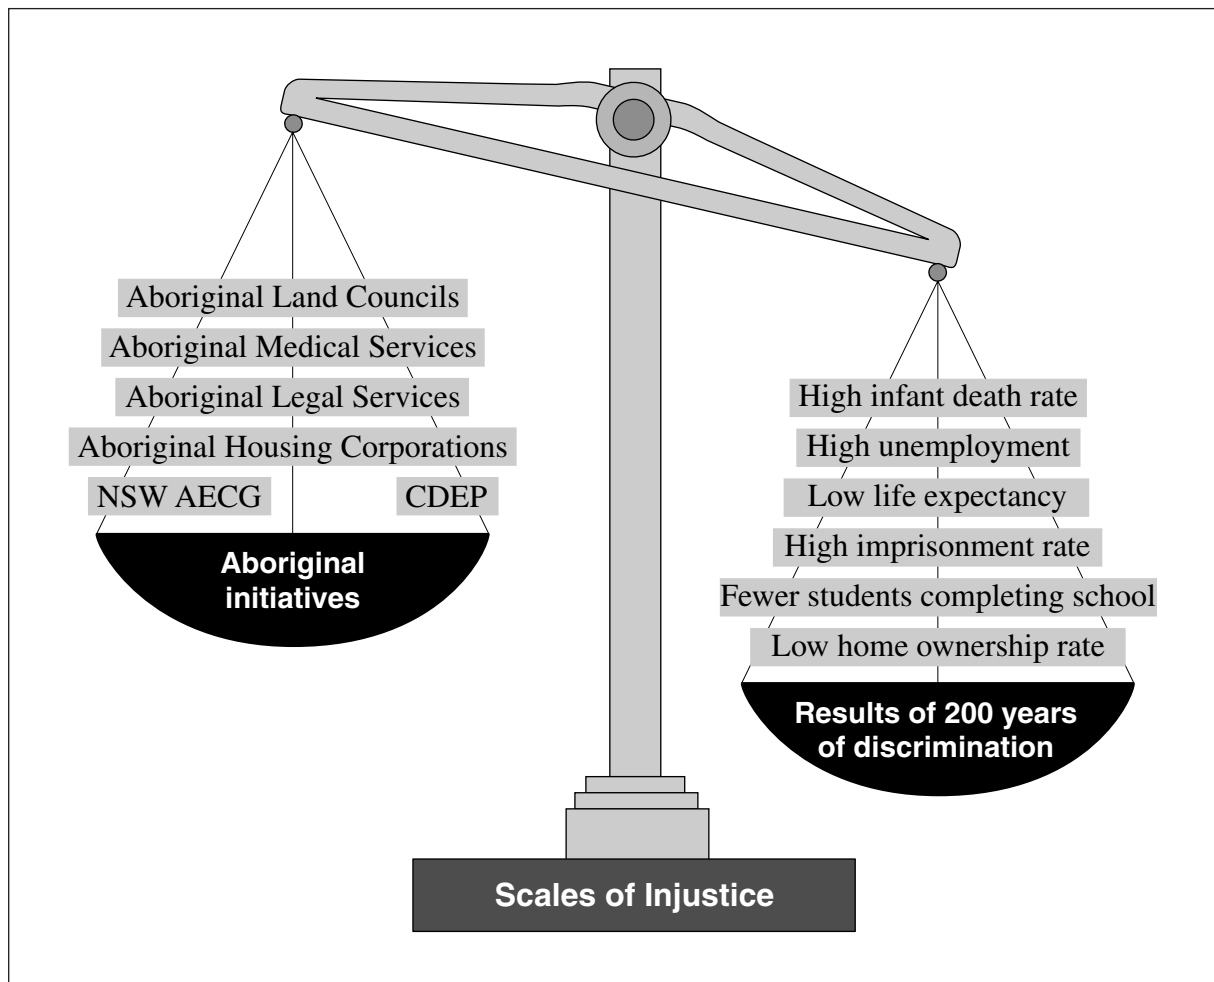 Aboriginal Land Councils
Aboriginal Medical Services
Aboriginal Legal Services
Aboriginal Housing Corporations
NSW AECG
CDEP
Aboriginal
initiatives
High infant death rate
High unemployment
Low life expectancy
High imprisonment rate
Fewer students completing school
Low home ownership rate
Results of 200 years
of discrimination
Scales of Injustice